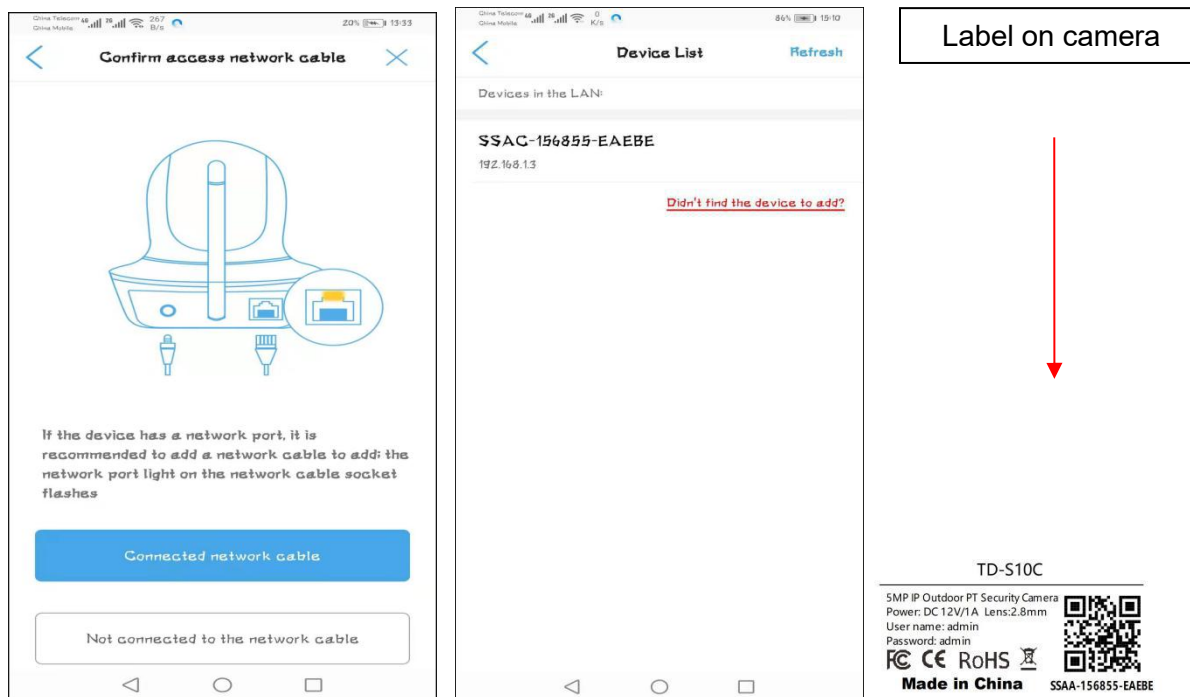 China Telecom 4G 2G 267 B/s
China Mobile
20% 13:33
Confirm access network cable
If the device has a network port, it is
recommended to add a network cable to add; the
network port light on the network cable socket
flashes
Connected network cable
Not connected to the network cable
China Telecom 4G 2G 0 K/s
China Mobile
86% 15:10
Device List
Refresh
Devices in the LAN:
SSAC-156855-EAEBE
192.168.1.3
Didn't find the device to add?
Label on camera
TD-S10C
5MP IP Outdoor PT Security Camera
Power: DC 12V/1A Lens:2.8mm
User name: admin
Password: admin
FC CE RoHS
Made in China
SSAA-156855-EAEBE